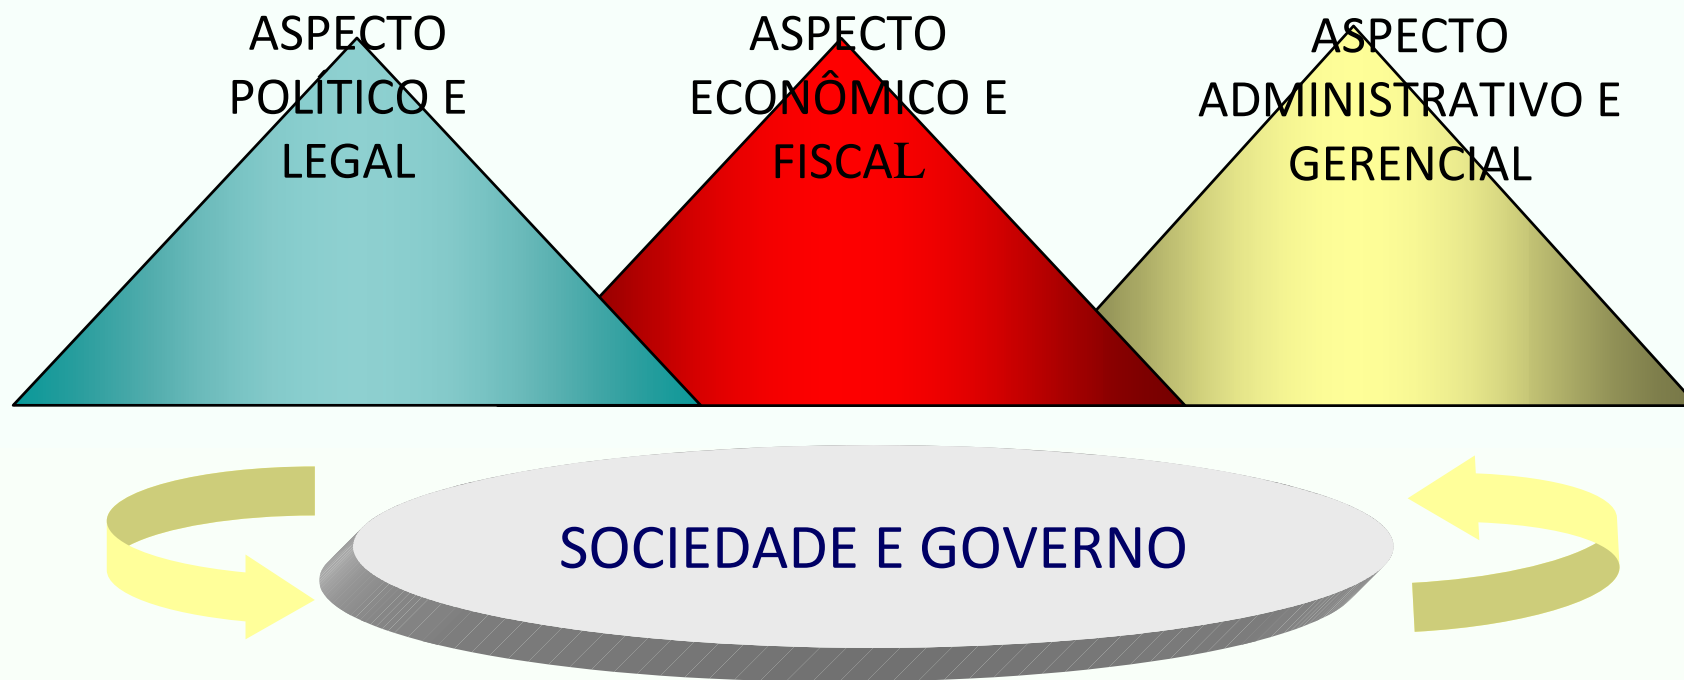 ASPECTO
POLÍTICO E
LEGAL
ASPECTO
ECONÔMICO E
FISCAL
ASPECTO
ADMINISTRATIVO E
GERENCIAL
SOCIEDADE E GOVERNO